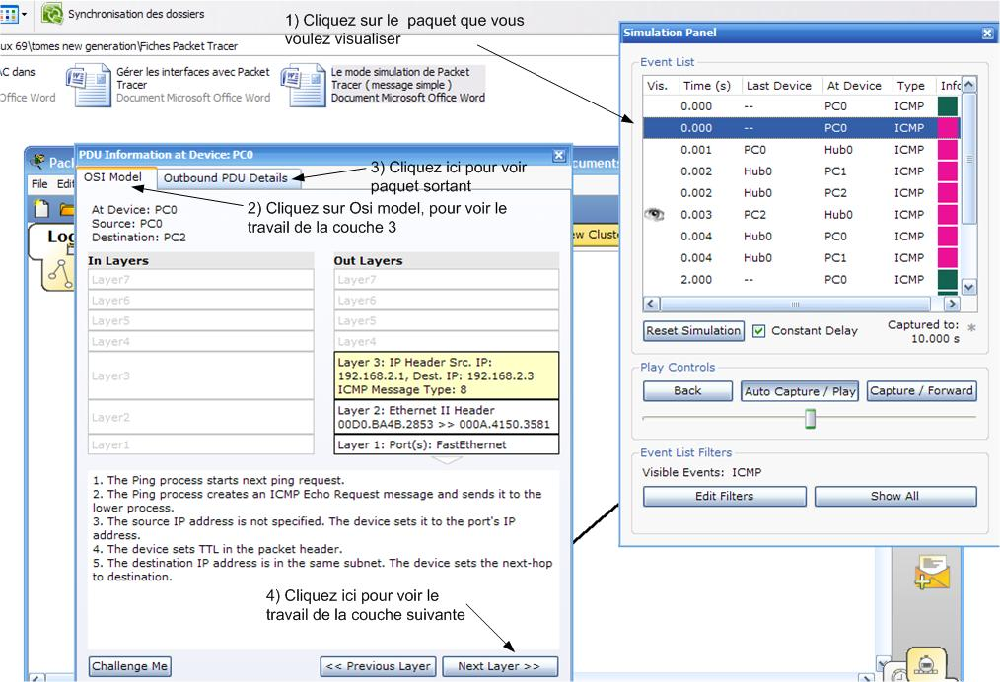 Synchronisation des dossiers
1) Cliquez sur le paquet que vous
voulez visualiser
ux 69\tomes new generation\Fiches Packet Tracer
C dans
Office Word
Gérer les interfaces avec Packet
Tracer
Document Microsoft Office Word
Le mode simulation de Packet
Tracer ( message simple )
Document Microsoft Office Word
Simulation Panel
Event List
Vis. Time (s) Last Device At Device Type Info
0.000 -- PC0 ICMP
0.000 -- PC0 ICMP
0.001 PC0 Hub0 ICMP
0.002 Hub0 PC1 ICMP
0.002 Hub0 PC2 ICMP
0.003 PC2 Hub0 ICMP
0.004 Hub0 PC0 ICMP
0.004 Hub0 PC1 ICMP
2.000 -- PC0 ICMP
Reset Simulation Constant Delay Captured to: *
10.000 s
Play Controls
Back Auto Capture / Play Capture / Forward
Event List Filters
Visible Events: ICMP
Edit Filters Show All
Pack
cuments
File Edit
Log
ew Cluste
PDU Information at Device: PC0
OSI Model Outbound PDU Details
3) Cliquez ici pour voir
paquet sortant
2) Cliquez sur Osi model, pour voir le
travail de la couche 3
At Device: PC0
Source: PC0
Destination: PC2
In Layers
Layer7
Layer6
Layer5
Layer4
Layer3
Layer2
Layer1
Out Layers
Layer7
Layer6
Layer5
Layer4
Layer 3: IP Header Src. IP:
192.168.2.1, Dest. IP: 192.168.2.3
ICMP Message Type: 8
Layer 2: Ethernet II Header
00D0.BA4B.2853 >> 000A.4150.3581
Layer 1: Port(s): FastEthernet
1. The Ping process starts next ping request.
2. The Ping process creates an ICMP Echo Request message and sends it to the
lower process.
3. The source IP address is not specified. The device sets it to the port's IP
address.
4. The device sets TTL in the packet header.
5. The destination IP address is in the same subnet. The device sets the next-hop
to destination.
4) Cliquez ici pour voir le
travail de la couche suivante
Challenge Me << Previous Layer Next Layer >>